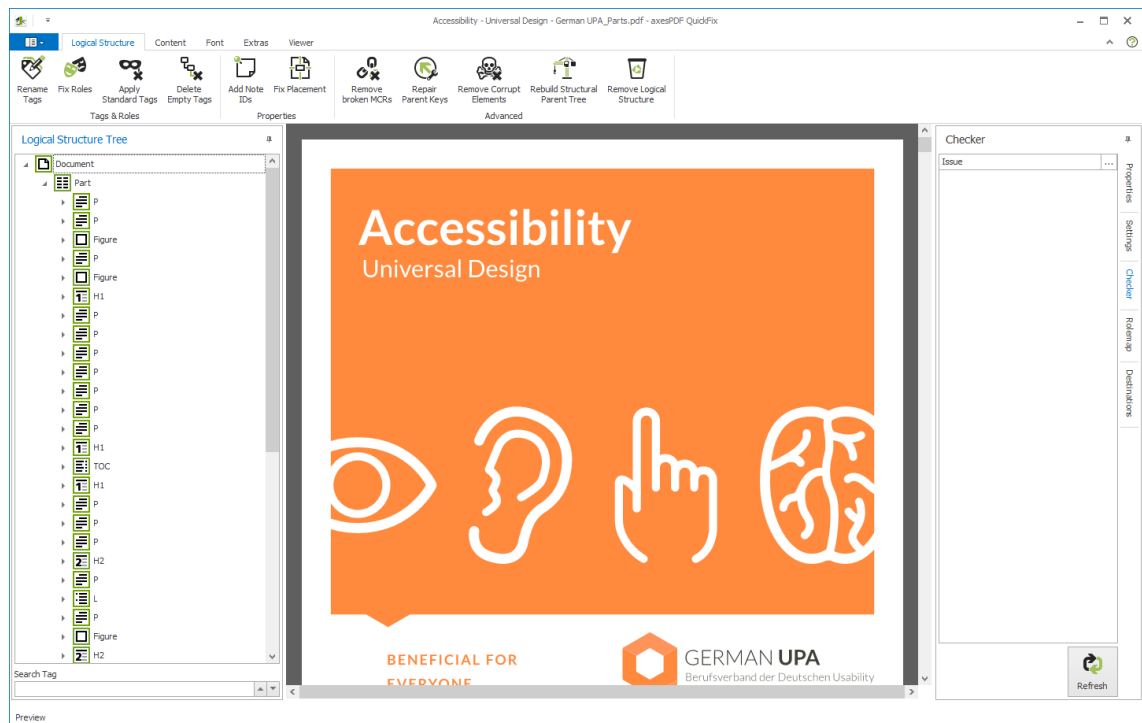 Accessibility - Universal Design - German UPA_Parts.pdf - axesPDF QuickFix
Logical Structure Content Font Extras Viewer
Rename Tags
Fix Roles
Apply Standard Tags
Delete Empty Tags
Tags & Roles
Add Note IDs
Fix Placement
Properties
Remove broken MCRs
Repair Parent Keys
Remove Corrupt Elements
Rebuild Structural Parent Tree
Remove Logical Structure
Advanced
Logical Structure Tree
Document
Part
P
P
Figure
P
Figure
H1
P
P
P
P
P
P
P
H1
TOC
H1
P
P
P
H2
P
L
P
Figure
H2
Search Tag
Preview
Accessibility
Universal Design
BENEFICIAL FOR
EVERYONE
GERMAN UPA
Berufsverband der Deutschen Usability
Checker
Issue ...
Refresh
Properties
Settings
Checker
Rolemap
Destinations